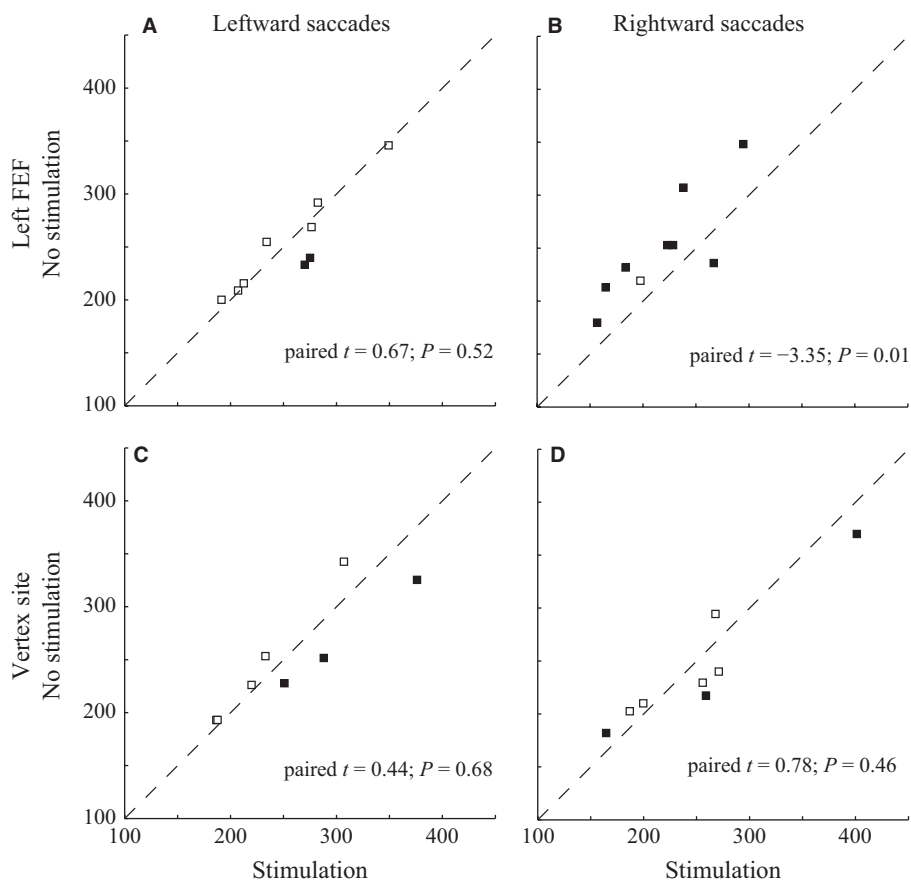 A Leftward saccades
B Rightward saccades
Left FEF
No stimulation
400
300
200
100
paired t = 0.67; P = 0.52
paired t = −3.35; P = 0.01
C
D
Vertex site
No stimulation
400
300
200
100
paired t = 0.44; P = 0.68
paired t = 0.78; P = 0.46
100 200 300 400
100 200 300 400
Stimulation
Stimulation